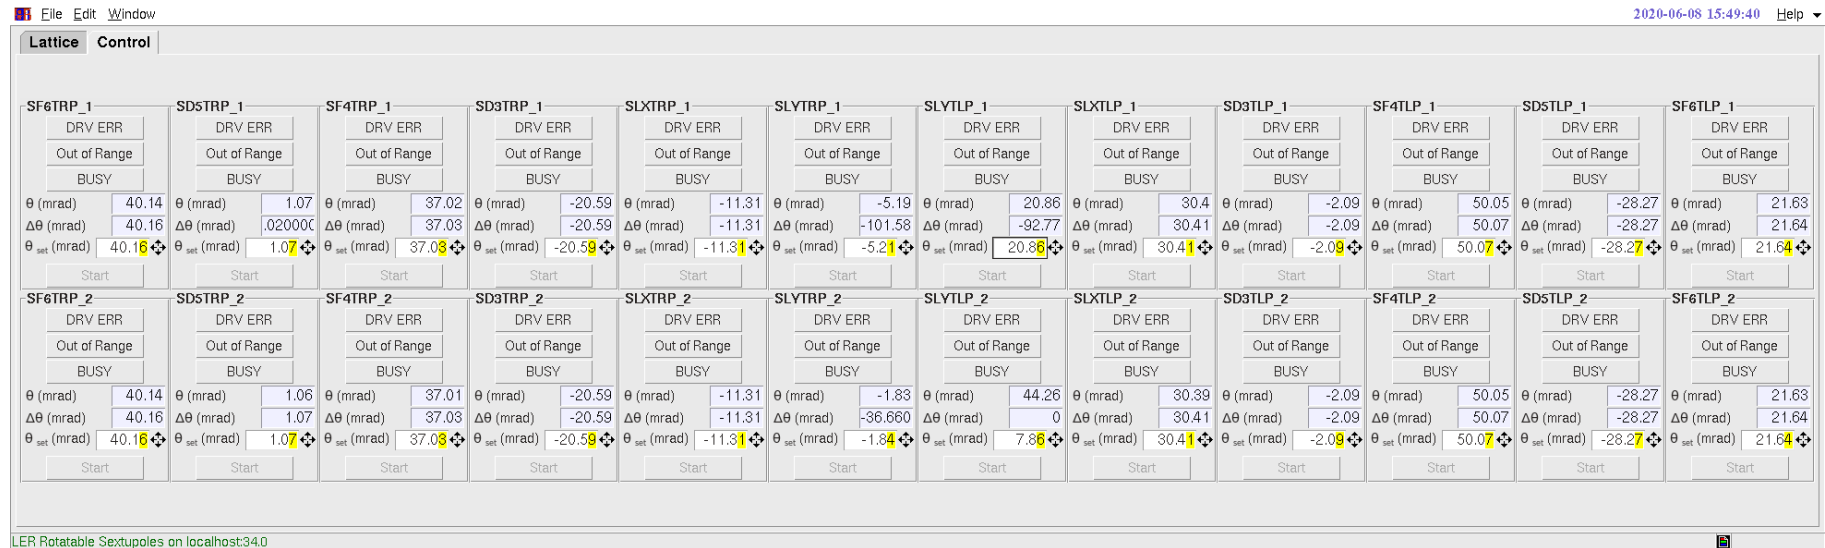 File Edit Window 2020-06-08 15:49:40 Help
Lattice Control
SF6TRP_1 SD5TRP_1 SF4TRP_1 SD3TRP_1 SLXTRP_1 SLYTRP_1 SLYTLP_1 SLXTLP_1 SD3TLP_1 SF4TLP_1 SD5TLP_1 SF6TLP_1
DRV ERR DRV ERR DRV ERR DRV ERR DRV ERR DRV ERR DRV ERR DRV ERR DRV ERR DRV ERR DRV ERR DRV ERR
Out of Range Out of Range Out of Range Out of Range Out of Range Out of Range Out of Range Out of Range Out of Range Out of Range Out of Range Out of Range
BUSY BUSY BUSY BUSY BUSY BUSY BUSY BUSY BUSY BUSY BUSY BUSY
θ (mrad) 40.14 θ (mrad) 1.07 θ (mrad) 37.02 θ (mrad) -20.59 θ (mrad) -11.31 θ (mrad) -5.19 θ (mrad) 20.86 θ (mrad) 30.4 θ (mrad) -2.09 θ (mrad) 50.05 θ (mrad) -28.27 θ (mrad) 21.63
Δθ (mrad) 40.16 Δθ (mrad) .020000 Δθ (mrad) 37.03 Δθ (mrad) -20.59 Δθ (mrad) -11.31 Δθ (mrad) -101.58 Δθ (mrad) -92.77 Δθ (mrad) 30.41 Δθ (mrad) -2.09 Δθ (mrad) 50.07 Δθ (mrad) -28.27 Δθ (mrad) 21.64
θ set (mrad) 40.16 θ set (mrad) 1.07 θ set (mrad) 37.03 θ set (mrad) -20.59 θ set (mrad) -11.31 θ set (mrad) -5.21 θ set (mrad) 20.86 θ set (mrad) 30.41 θ set (mrad) -2.09 θ set (mrad) 50.07 θ set (mrad) -28.27 θ set (mrad) 21.64
Start Start Start Start Start Start Start Start Start Start Start Start
SF6TRP_2 SD5TRP_2 SF4TRP_2 SD3TRP_2 SLXTRP_2 SLYTRP_2 SLYTLP_2 SLXTLP_2 SD3TLP_2 SF4TLP_2 SD5TLP_2 SF6TLP_2
DRV ERR DRV ERR DRV ERR DRV ERR DRV ERR DRV ERR DRV ERR DRV ERR DRV ERR DRV ERR DRV ERR DRV ERR
Out of Range Out of Range Out of Range Out of Range Out of Range Out of Range Out of Range Out of Range Out of Range Out of Range Out of Range Out of Range
BUSY BUSY BUSY BUSY BUSY BUSY BUSY BUSY BUSY BUSY BUSY BUSY
θ (mrad) 40.14 θ (mrad) 1.06 θ (mrad) 37.01 θ (mrad) -20.59 θ (mrad) -11.31 θ (mrad) -1.83 θ (mrad) 44.26 θ (mrad) 30.39 θ (mrad) -2.09 θ (mrad) 50.05 θ (mrad) -28.27 θ (mrad) 21.63
Δθ (mrad) 40.16 Δθ (mrad) 1.07 Δθ (mrad) 37.03 Δθ (mrad) -20.59 Δθ (mrad) -11.31 Δθ (mrad) -36.660 Δθ (mrad) 0 Δθ (mrad) 30.41 Δθ (mrad) -2.09 Δθ (mrad) 50.07 Δθ (mrad) -28.27 Δθ (mrad) 21.64
θ set (mrad) 40.16 θ set (mrad) 1.07 θ set (mrad) 37.03 θ set (mrad) -20.59 θ set (mrad) -11.31 θ set (mrad) -1.84 θ set (mrad) 7.86 θ set (mrad) 30.41 θ set (mrad) -2.09 θ set (mrad) 50.07 θ set (mrad) -28.27 θ set (mrad) 21.64
Start Start Start Start Start Start Start Start Start Start Start Start
LER Rotatable Sextupoles on localhost:34.0